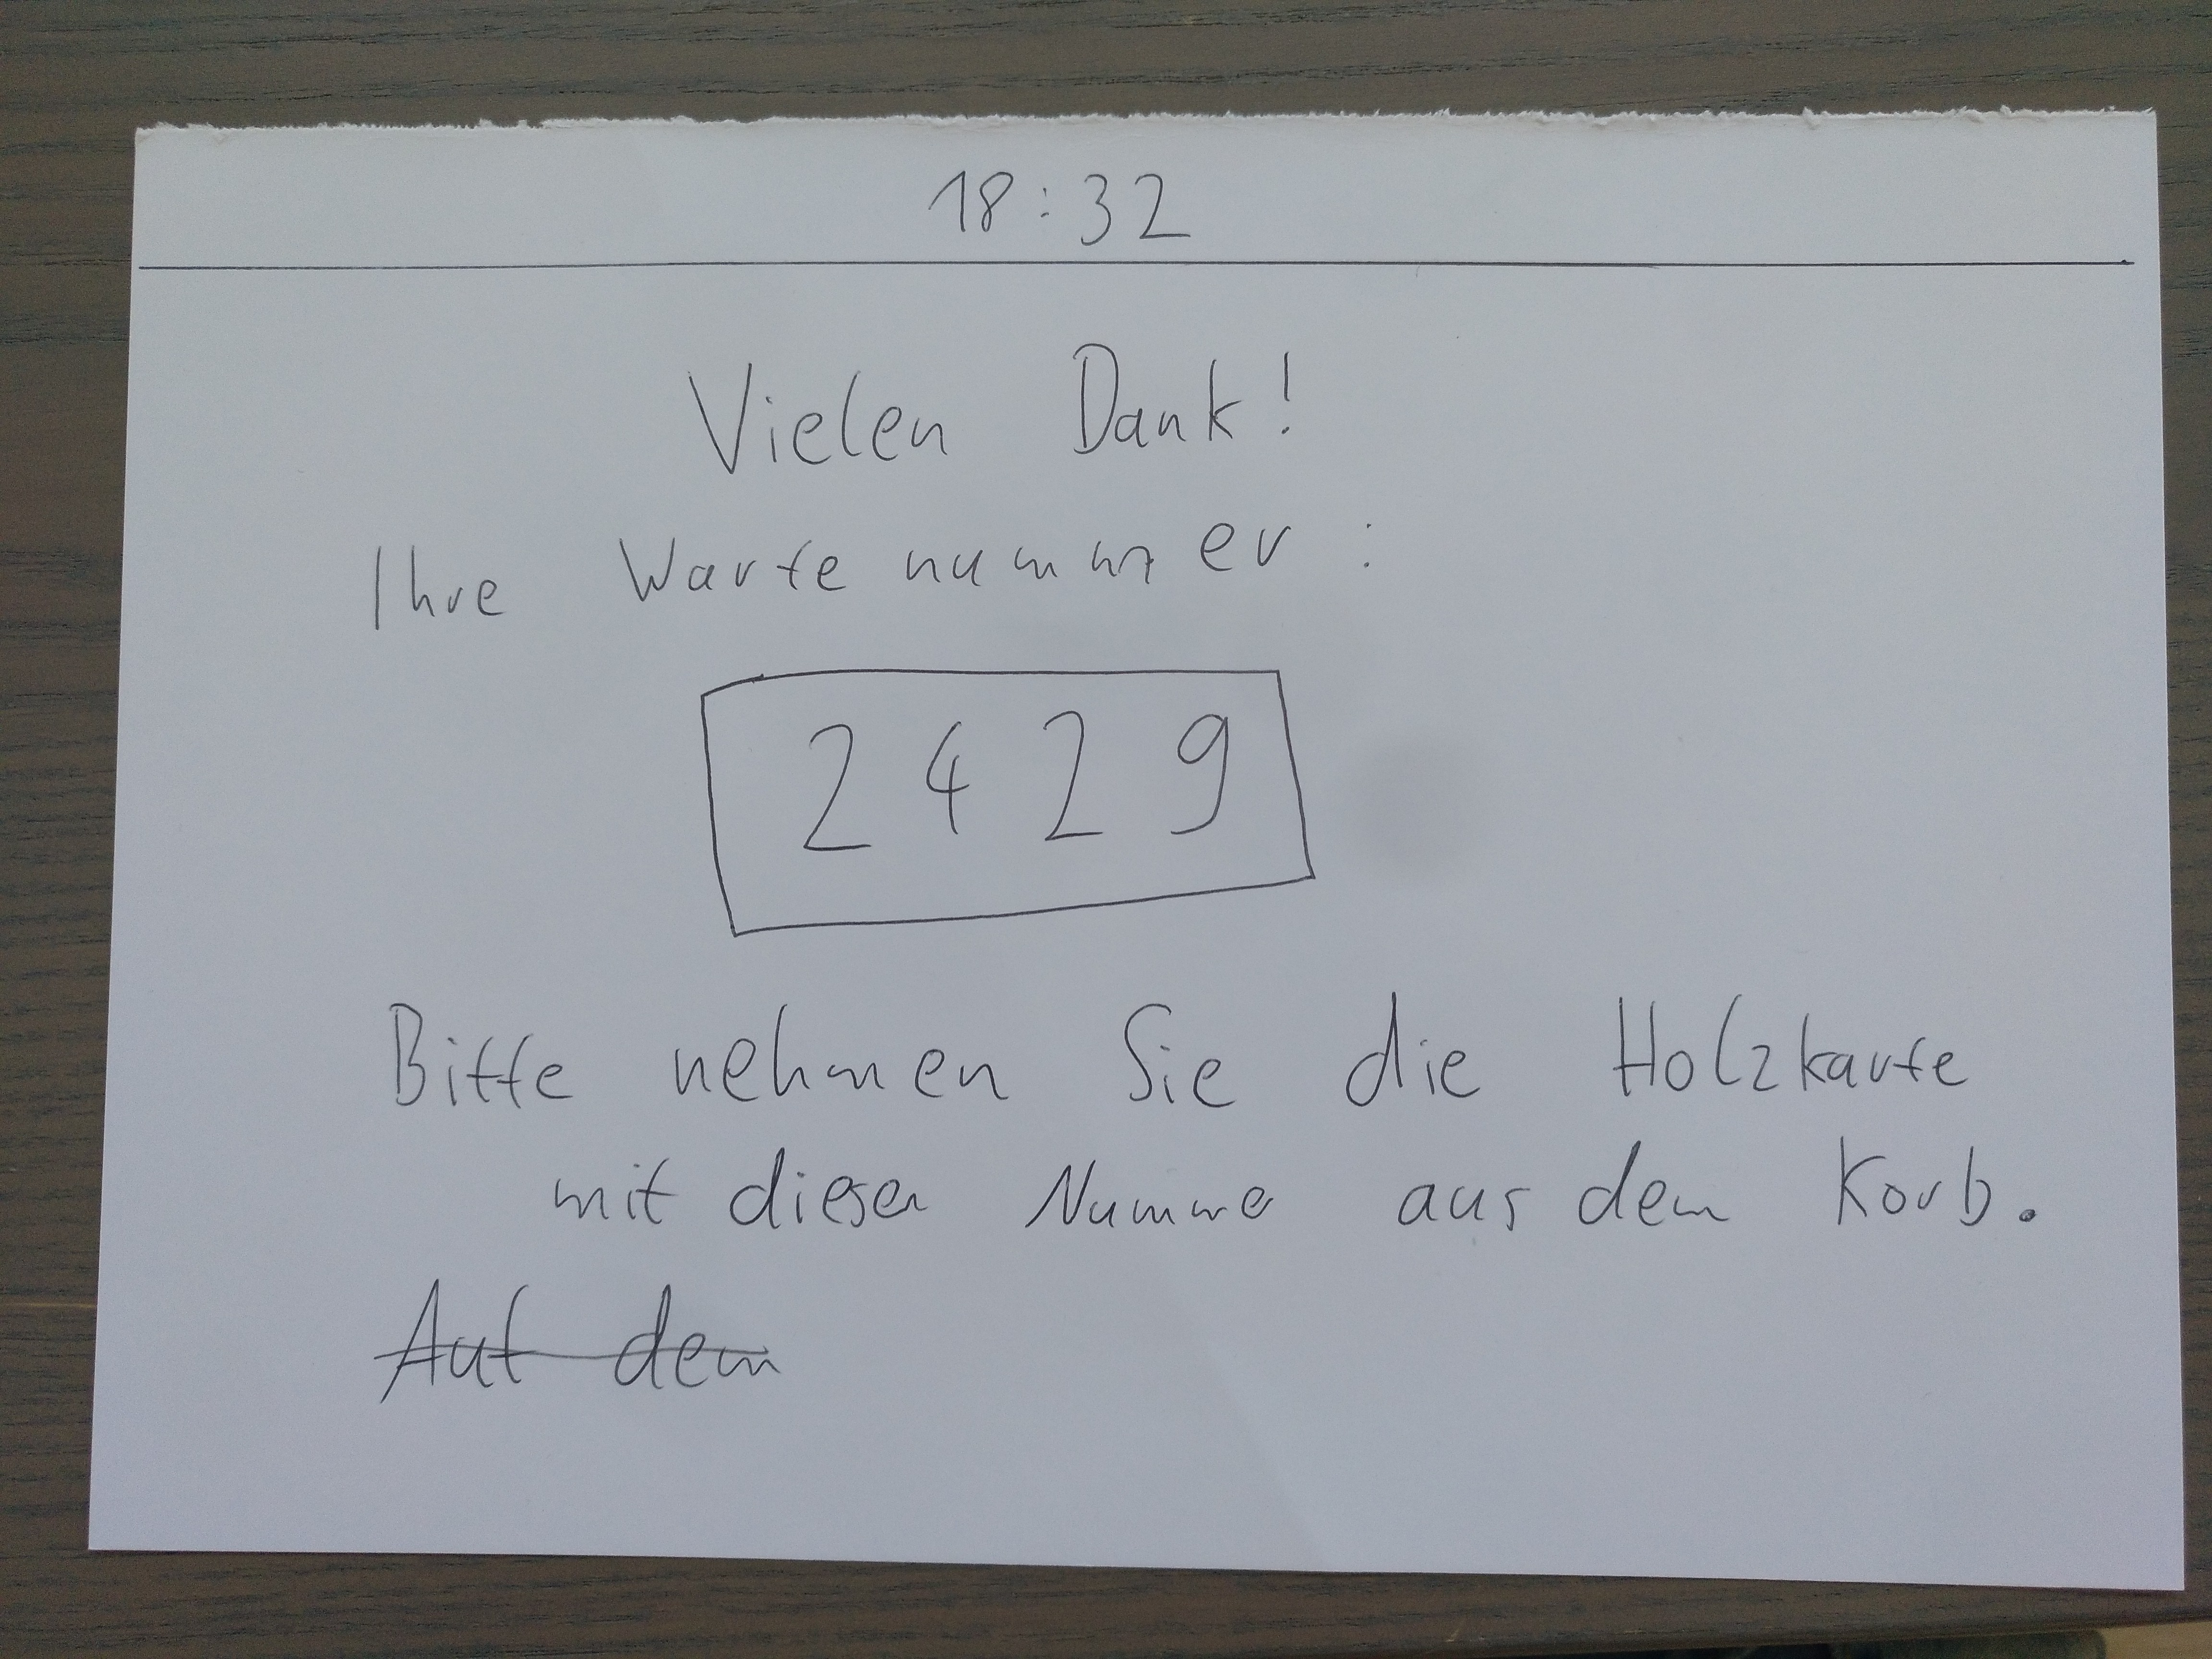 18:32
Vielen Dank!
Ihre Wartenummer:
2429
Bitte nehmen Sie die Holzkarte
mit dieser Nummer aus dem Korb.
Auf dem